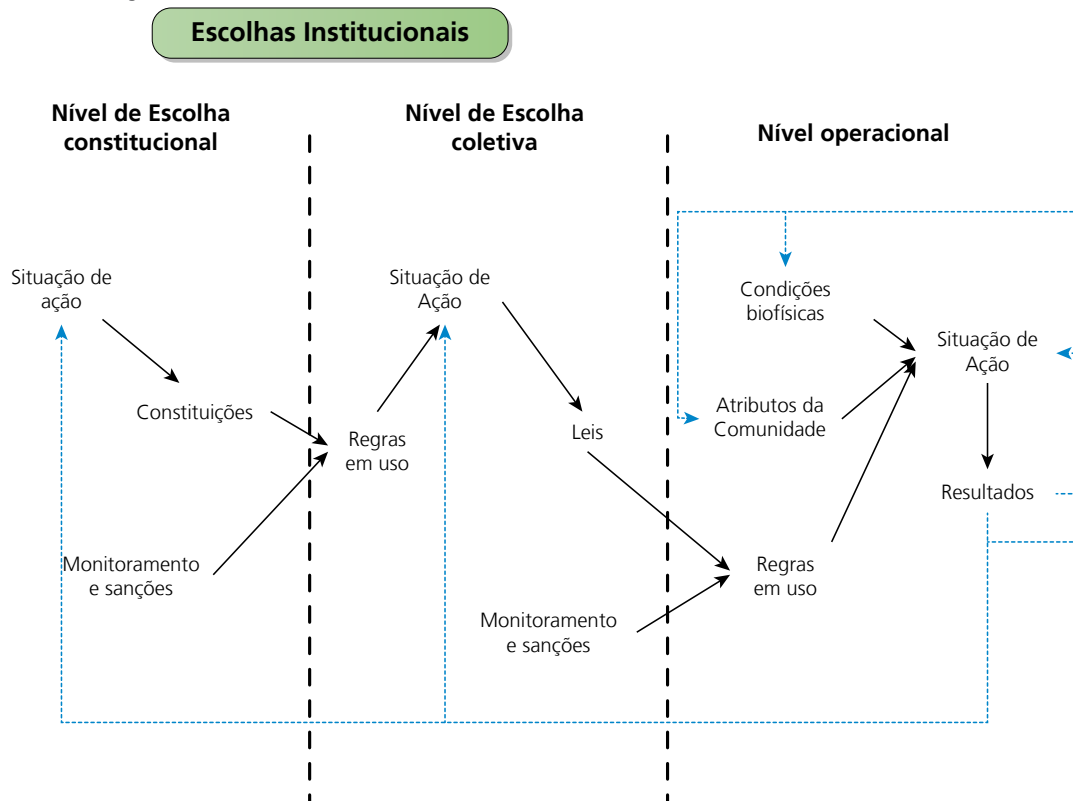 Escolhas Institucionais
Nível de Escolha
constitucional
Nível de Escolha
coletiva
Nível operacional
Situação de
ação
Constituições
Monitoramento
e sanções
Regras
em uso
Situação de
Ação
Leis
Monitoramento
e sanções
Condições
biofísicas
Atributos da
Comunidade
Regras
em uso
Situação de
Ação
Resultados